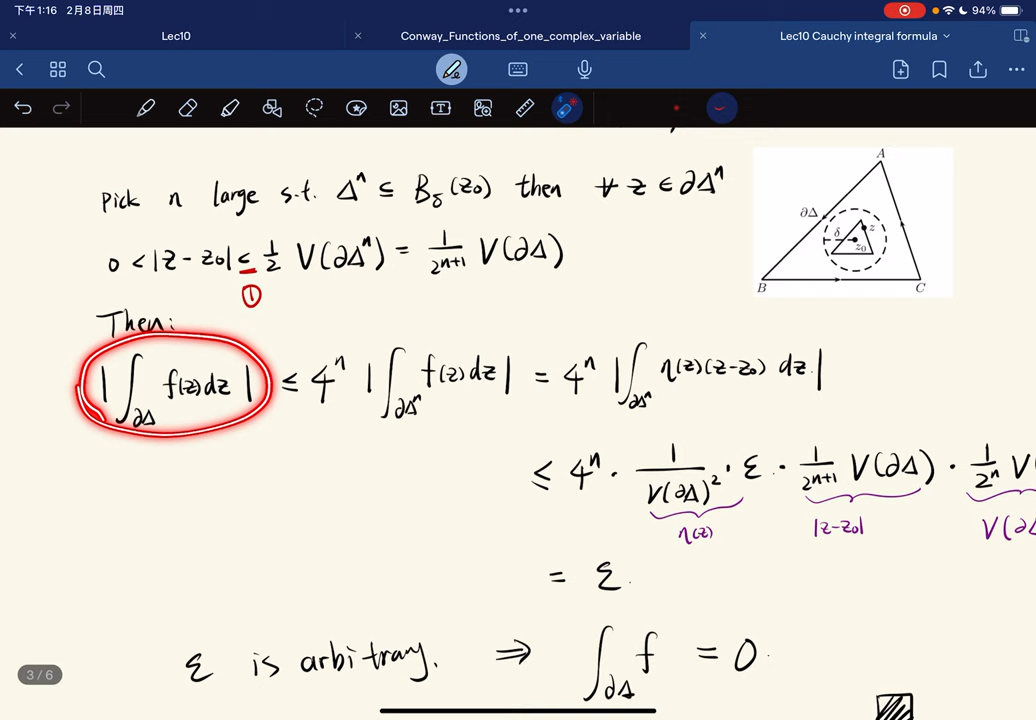 下午1:16 2月8日周四
94%
Lec10
Conway_Functions_of_one_complex_variable
Lec10 Cauchy integral formula
Pick n large s.t. Δⁿ ⊆ B_δ(z₀) then ∀ z ∈ ∂Δⁿ
0 < |z - z₀| ≤ 1/2 V(∂Δⁿ) = 1/2ⁿ⁺¹ V(∂Δ)
①
A
∂Δ
δ
z
z₀
B
C
Then:
|∫_∂Δ f(z)dz| ≤ 4ⁿ |∫_∂Δⁿ f(z)dz| = 4ⁿ |∫_∂Δⁿ η(z)(z-z₀) dz|
≤ 4ⁿ · 1/V(∂Δ)² · ε · 1/2ⁿ⁺¹ V(∂Δ) · 1/2ⁿ V
η(z) |z-z₀| V(∂Δ
= ε.
ε is arbitrary. ⇒ ∫_∂Δ f = 0.
3 / 6